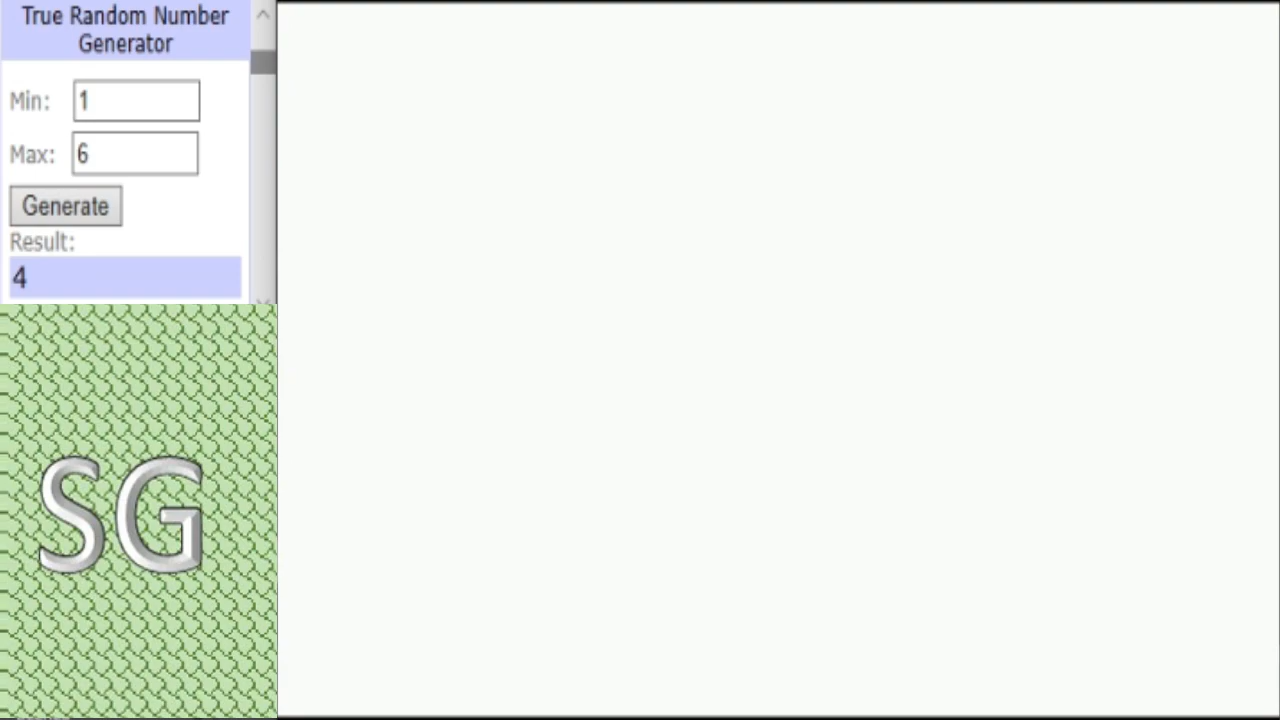 True Random Number
Generator
Min: 1
Max: 6
Generate
Result:
4
SG